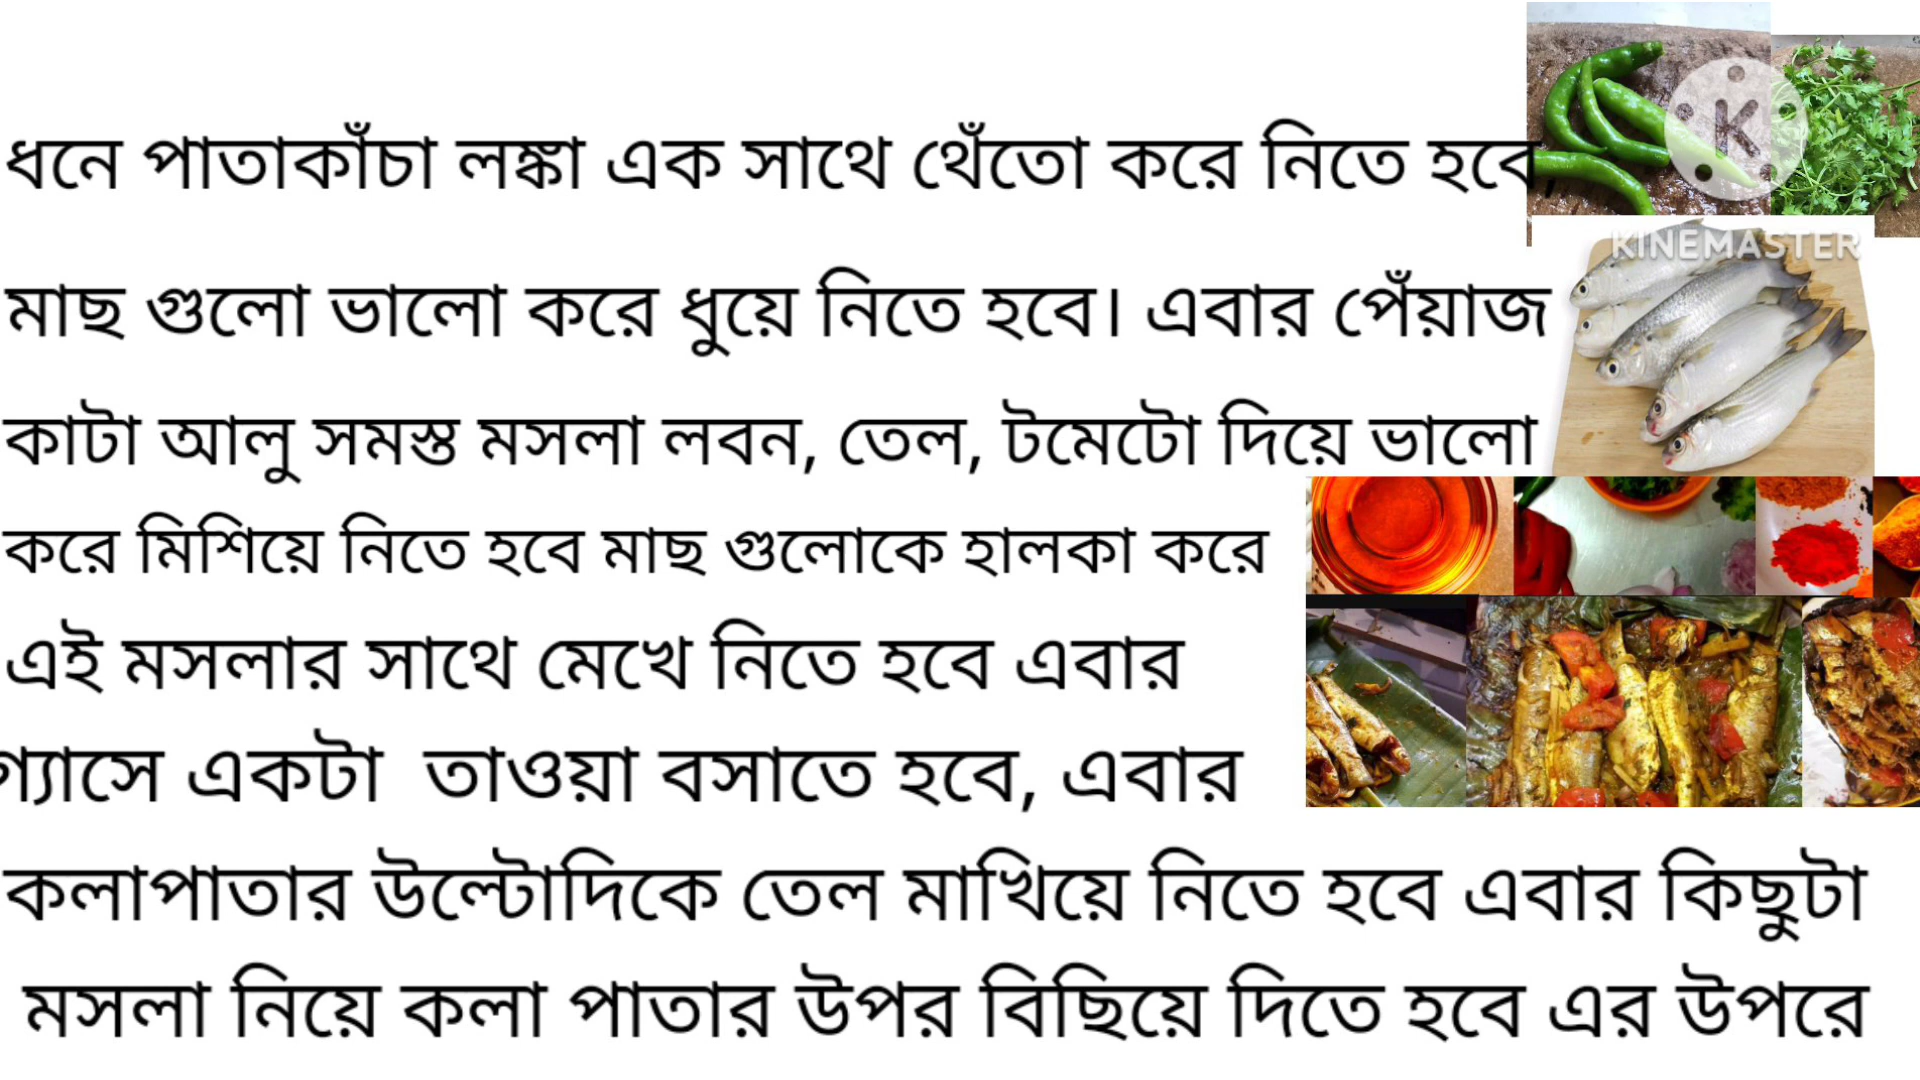 ধনে পাতাকাঁচা লঙ্কা এক সাথে থেঁতো করে নিতে হবে,
মাছ গুলো ভালো করে ধুয়ে নিতে হবে। এবার পেঁয়াজ
কাটা আলু সমস্ত মসলা লবন, তেল, টমেটো দিয়ে ভালো
করে মিশিয়ে নিতে হবে মাছ গুলোকে হালকা করে
এই মসলার সাথে মেখে নিতে হবে এবার
গ্যাসে একটা তাওয়া বসাতে হবে, এবার
কলাপাতার উল্টোদিকে তেল মাখিয়ে নিতে হবে এবার কিছুটা
মসলা নিয়ে কলা পাতার উপর বিছিয়ে দিতে হবে এর উপরে
K
KINEMASTER